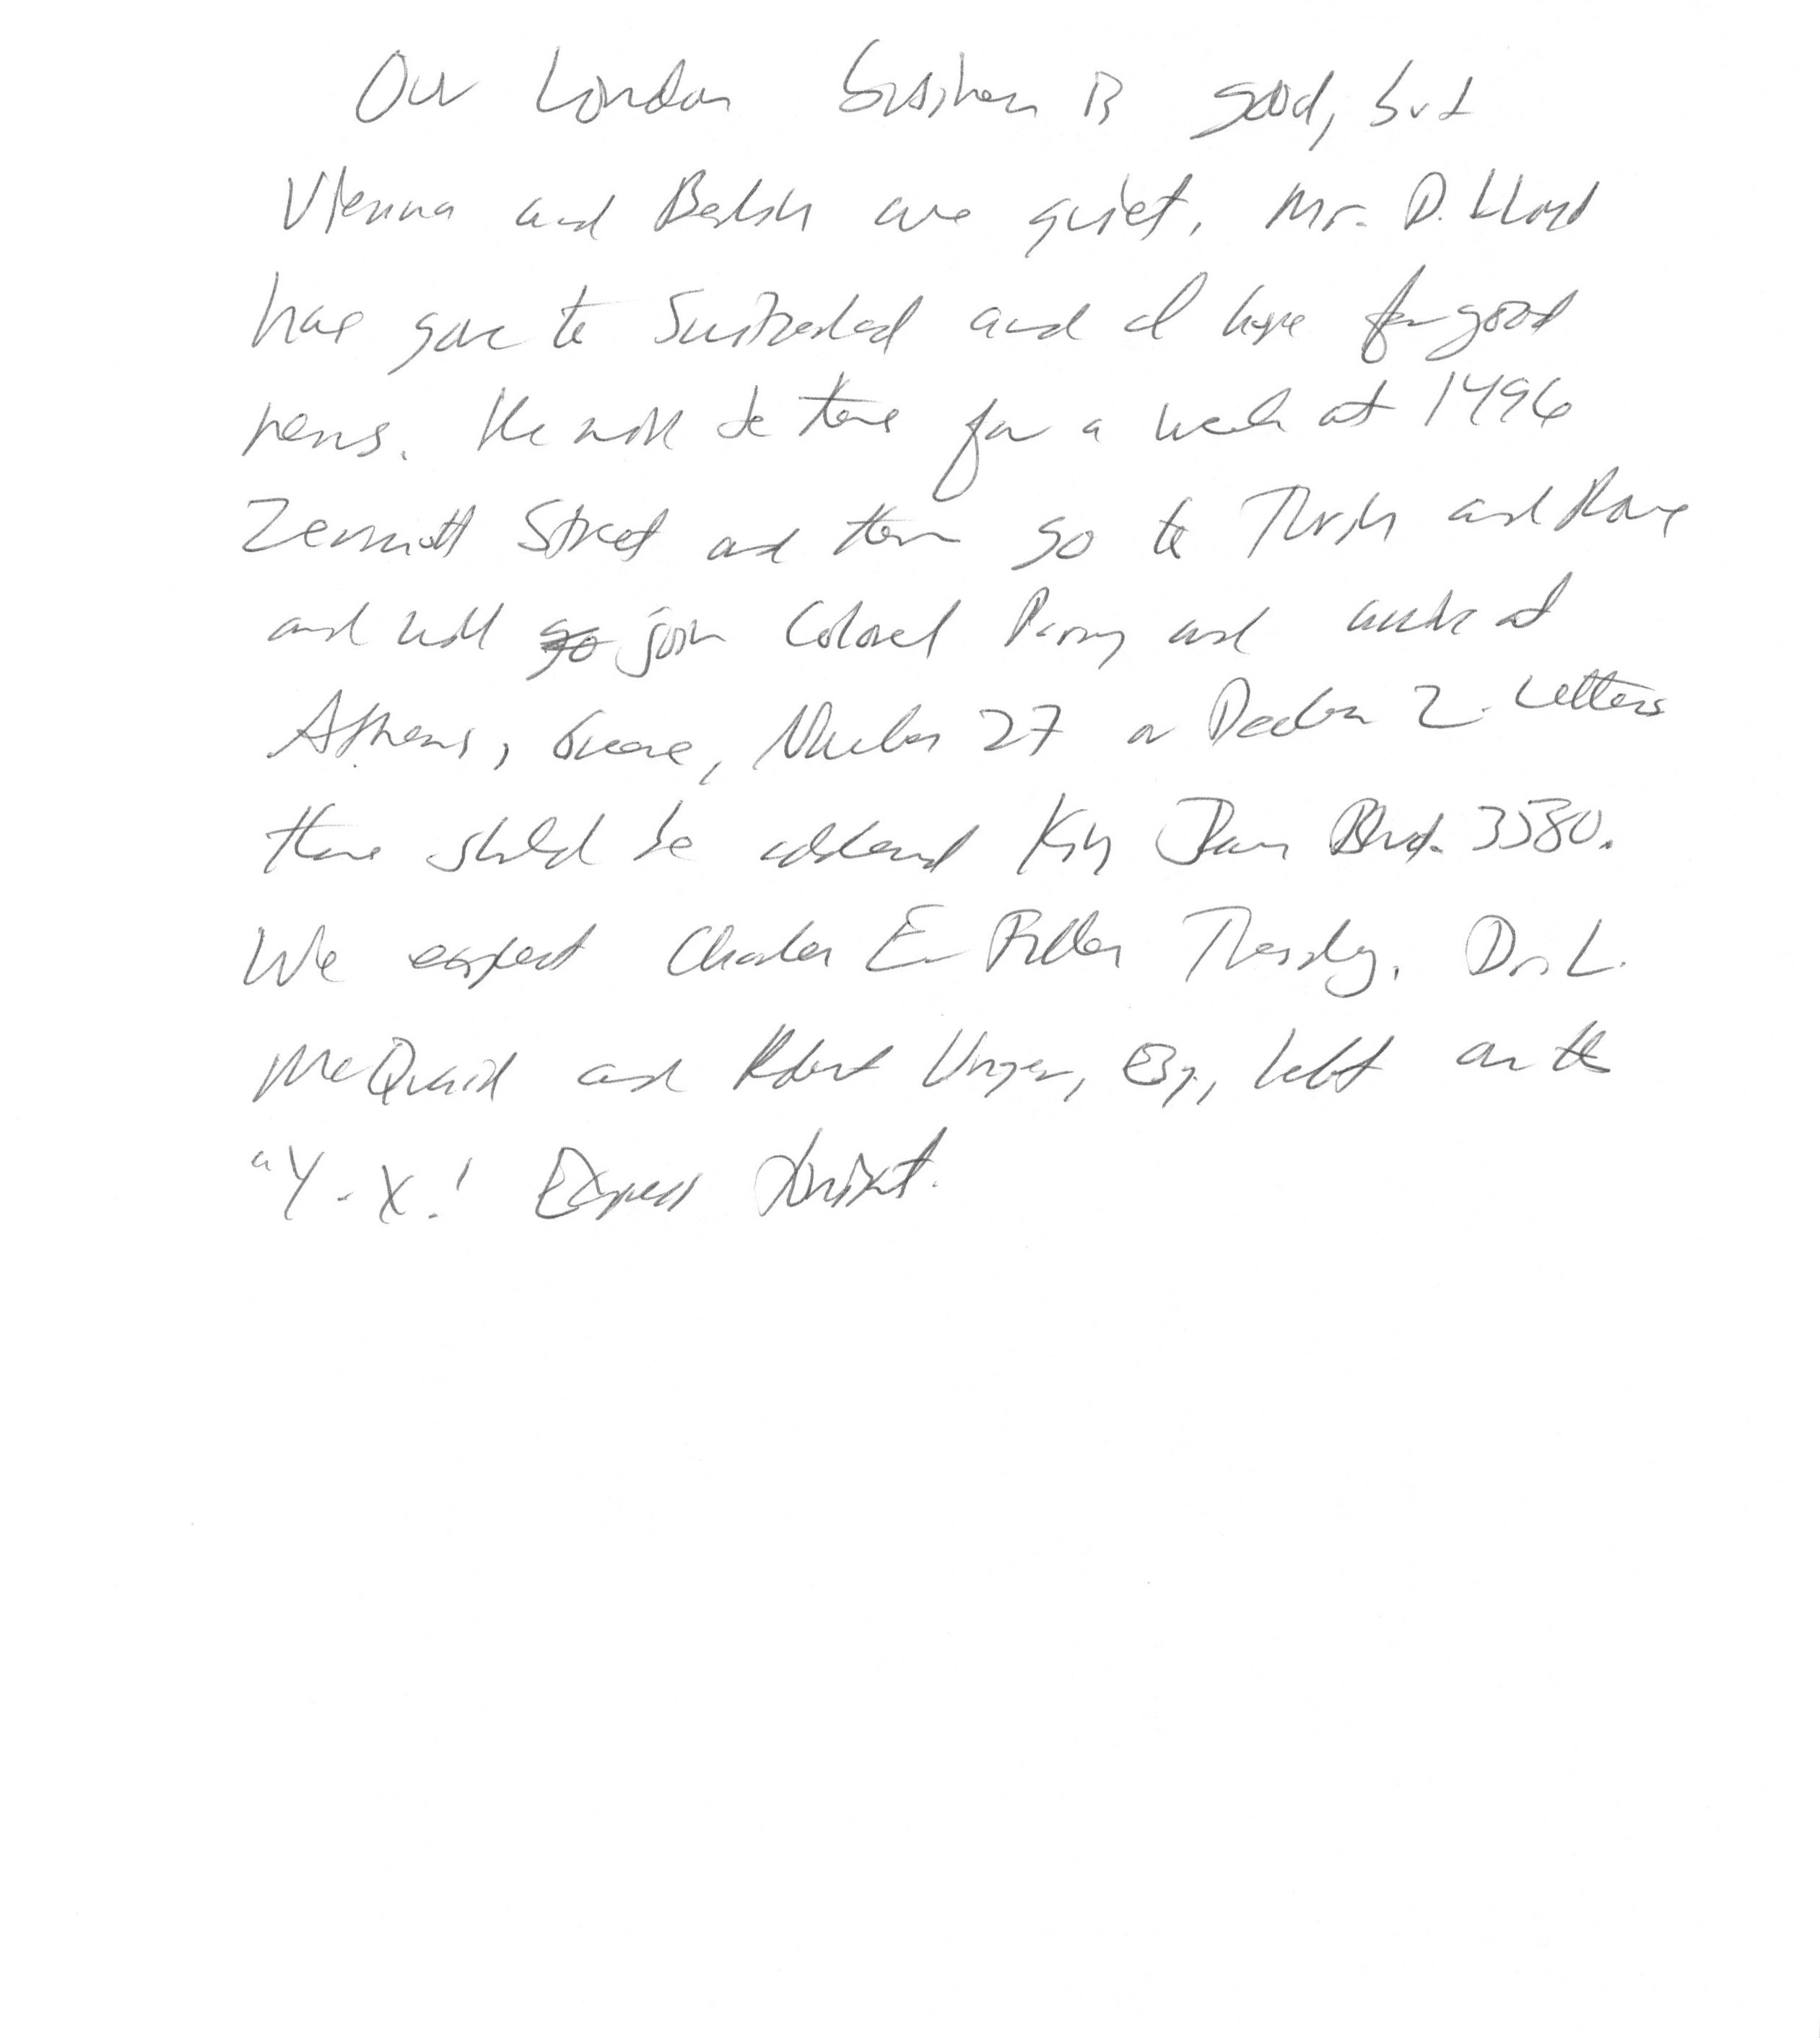 Our London business is good, but
Vienna and Berlin are quiet. Mr. D. Lloyd
has gone to Switzerland and I hope for good
news. He will be there for a week at 1496
Zermott Street and then go to Turin and Rome
and will go join Colonel Parry and arrive at
Athens, Greece, November 27 or December 2. Letters
there should be addressed King James Blvd. 3580.
We expect Charles E. Fuller Tuesday. Dr. L.
McQuaid and Robert Unger, Esq., left on the
"Y. X." Express tonight.